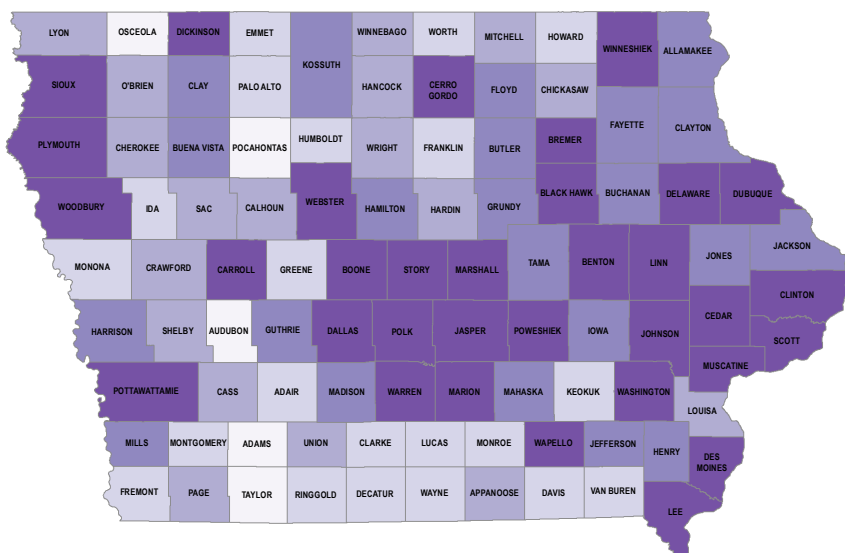 LYON
OSCEOLA
DICKINSON
EMMET
WINNEBAGO
WORTH
MITCHELL
HOWARD
WINNESHIEK
ALLAMAKEE
KOSSUTH
SIOUX
O'BRIEN
CLAY
PALO ALTO
HANCOCK
CERRO
GORDO
FLOYD
CHICKASAW
FAYETTE
CLAYTON
PLYMOUTH
CHEROKEE
BUENA VISTA
POCAHONTAS
HUMBOLDT
WRIGHT
FRANKLIN
BUTLER
BREMER
WOODBURY
IDA
SAC
CALHOUN
WEBSTER
HAMILTON
HARDIN
GRUNDY
BLACK HAWK
BUCHANAN
DELAWARE
DUBUQUE
MONONA
CRAWFORD
CARROLL
GREENE
BOONE
STORY
MARSHALL
TAMA
BENTON
LINN
JONES
JACKSON
CLINTON
HARRISON
SHELBY
AUDUBON
GUTHRIE
DALLAS
POLK
JASPER
POWESHIEK
IOWA
JOHNSON
CEDAR
SCOTT
MUSCATINE
POTTAWATTAMIE
CASS
ADAIR
MADISON
WARREN
MARION
MAHASKA
KEOKUK
WASHINGTON
LOUISA
MILLS
MONTGOMERY
ADAMS
UNION
CLARKE
LUCAS
MONROE
WAPELLO
JEFFERSON
HENRY
DES
MOINES
FREMONT
PAGE
TAYLOR
RINGGOLD
DECATUR
WAYNE
APPANOOSE
DAVIS
VAN BUREN
LEE